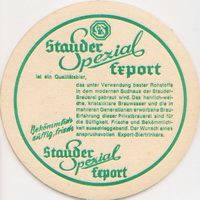 Stauder
Spezial
Export
ist ein Qualitätsbier,
das unter Verwendung bester Rohstoffe
in dem modernen Sudhaus der Stauder-
Brauerei gebraut wird. Das herrlich-wei-
che, kristallklare Brauwasser und die in
mehreren Generationen erworbene Brau-
Erfahrung dieser Privatbrauerei sind für
die Süffigkeit, Frische und Bekömmlich-
keit ausschlaggebend. Der Wunsch eines
anspruchsvollen Export-Biertrinkers.
Bekömmlich
süffig, frisch
Stauder
Spezial
Export